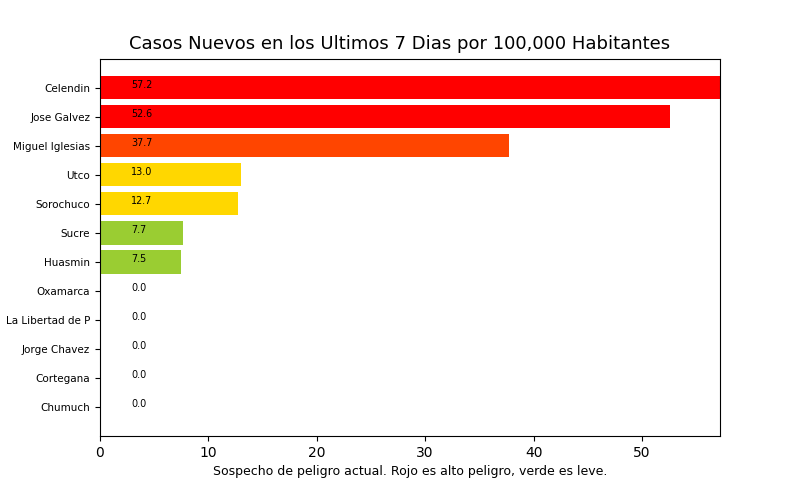 Casos Nuevos en los Ultimos 7 Dias por 100,000 Habitantes
Celendin 57.2
Jose Galvez 52.6
Miguel Iglesias 37.7
Utco 13.0
Sorochuco 12.7
Sucre 7.7
Huasmin 7.5
Oxamarca 0.0
La Libertad de P 0.0
Jorge Chavez 0.0
Cortegana 0.0
Chumuch 0.0
0 10 20 30 40 50
Sospecho de peligro actual. Rojo es alto peligro, verde es leve.